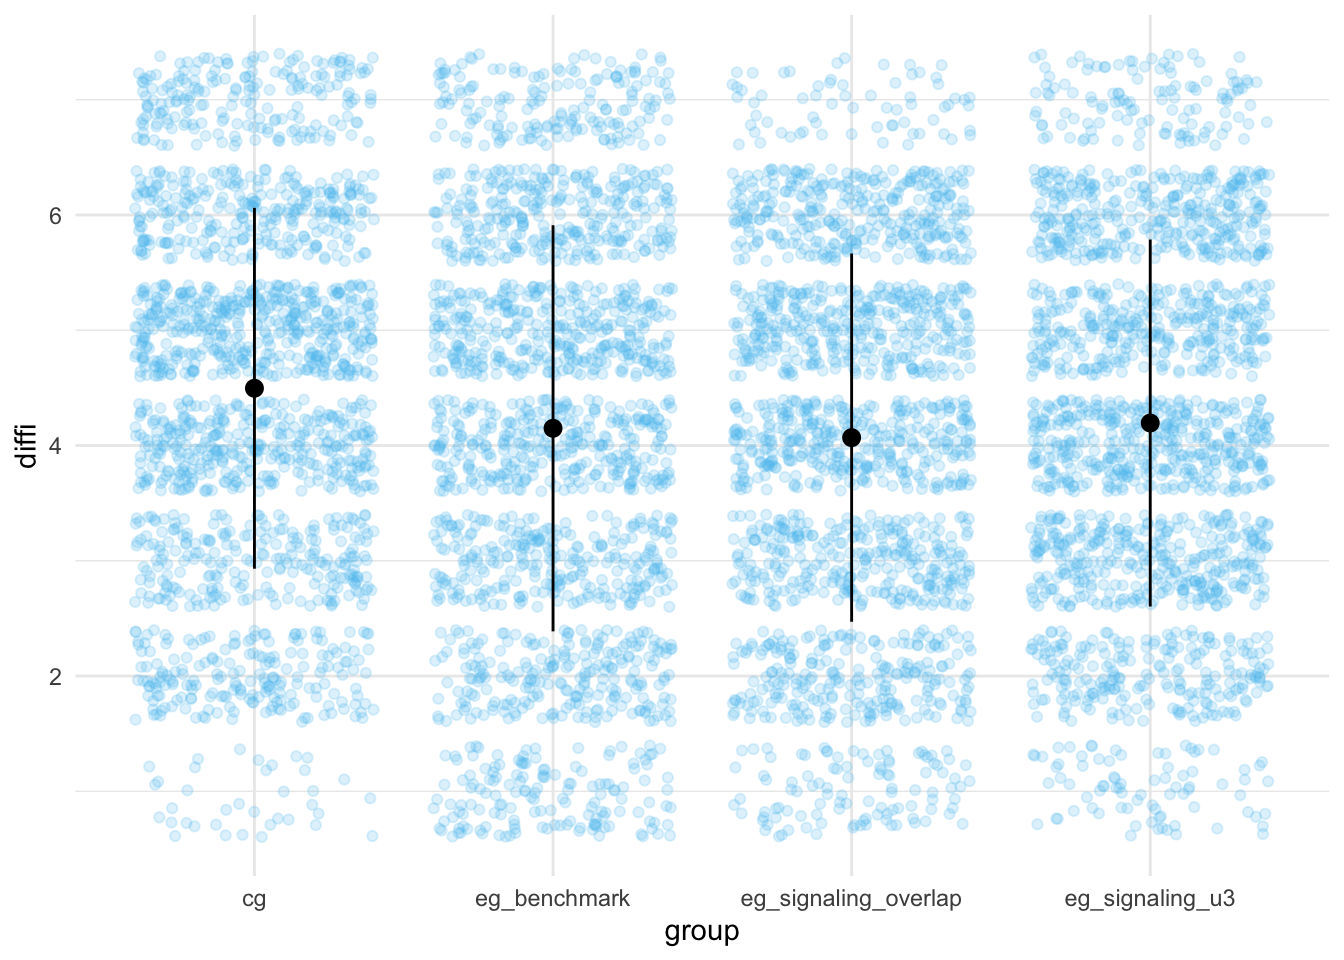 diffi
6
4
2
cg
eg_benchmark
eg_signaling_overlap
eg_signaling_u3
group